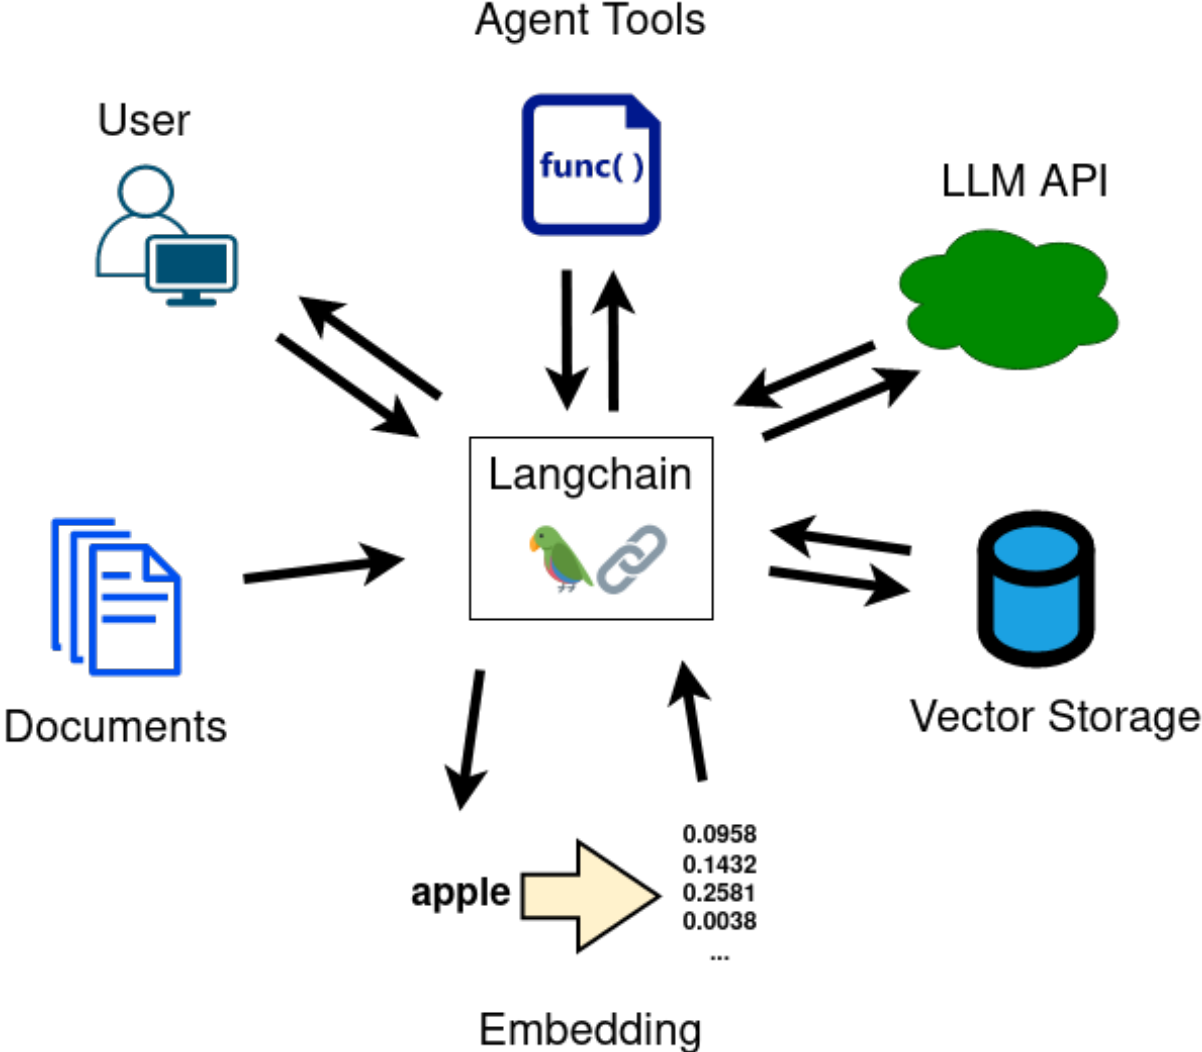 Agent Tools
User
func( )
LLM API
Langchain
Documents
Vector Storage
apple
0.0958
0.1432
0.2581
0.0038
...
Embedding